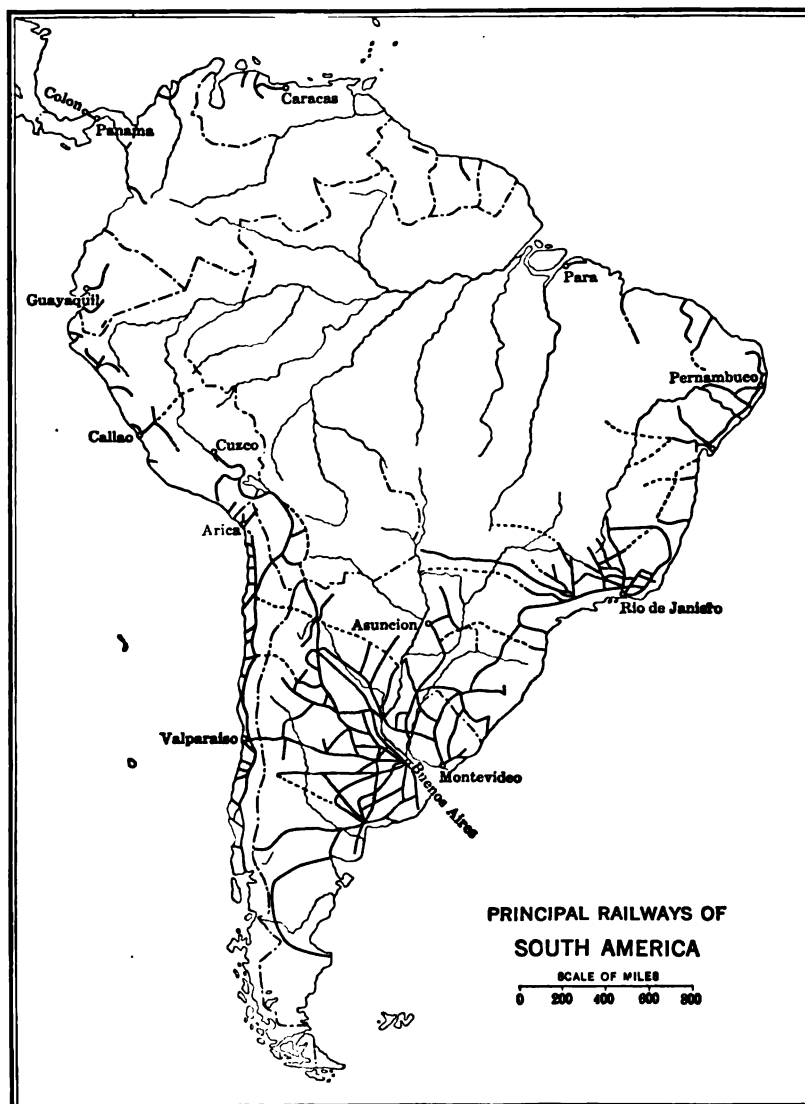 Colon
Panama
Caracas
Guayaquil
Para
Pernambuco
Callao
Cuzco
Arica
Rio de Janiero
Asuncion
Valparaiso
Montevideo
Buenos Aires
PRINCIPAL RAILWAYS OF
SOUTH AMERICA
SCALE OF MILES
0 200 400 600 800